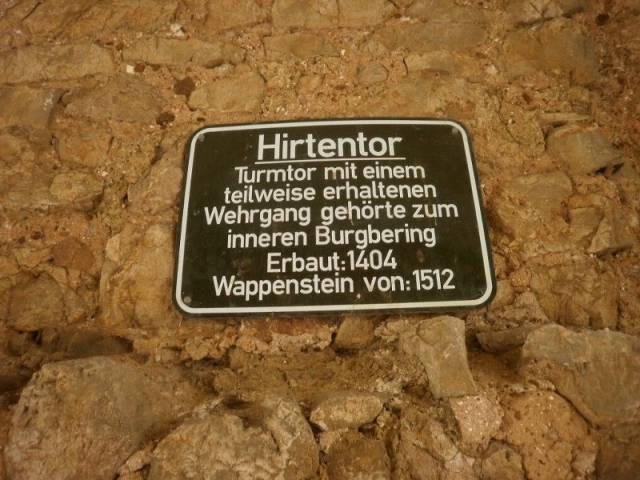 Hirtentor
Turmtor mit einem
teilweise erhaltenen
Wehrgang gehörte zum
inneren Burgbering
Erbaut:1404
Wappenstein von:1512